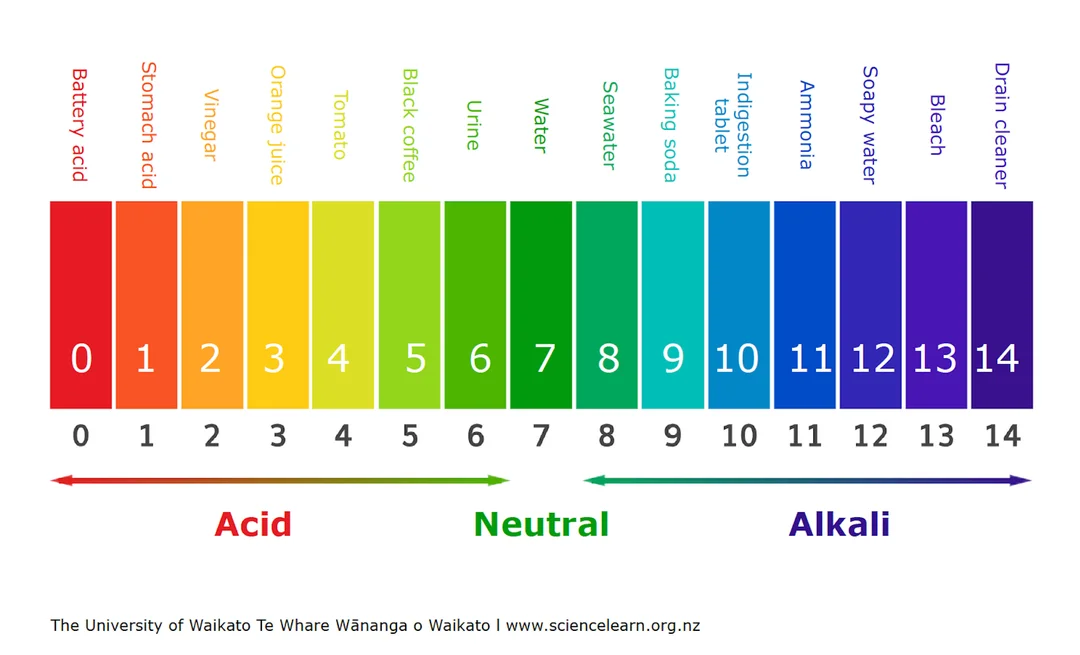 Battery acid
Stomach acid
Vinegar
Orange juice
Tomato
Black coffee
Urine
Water
Seawater
Baking soda
Indigestion
tablet
Ammonia
Soapy water
Bleach
Drain cleaner
0 1 2 3 4 5 6 7 8 9 10 11 12 13 14
0 1 2 3 4 5 6 7 8 9 10 11 12 13 14
Acid Neutral Alkali
The University of Waikato Te Whare Wānanga o Waikato l www.sciencelearn.org.nz